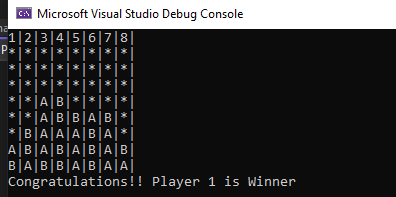 Microsoft Visual Studio Debug Console
1|2|3|4|5|6|7|8|
*|*|*|*|*|*|*|*|
*|*|*|*|*|*|*|*|
*|*|*|*|*|*|*|*|
*|*|A|B|*|*|*|*|
*|*|A|B|B|A|B|*|
*|B|A|A|A|B|A|*|
A|B|A|B|A|B|A|B|
B|A|B|B|A|B|A|A|
Congratulations!! Player 1 is Winner